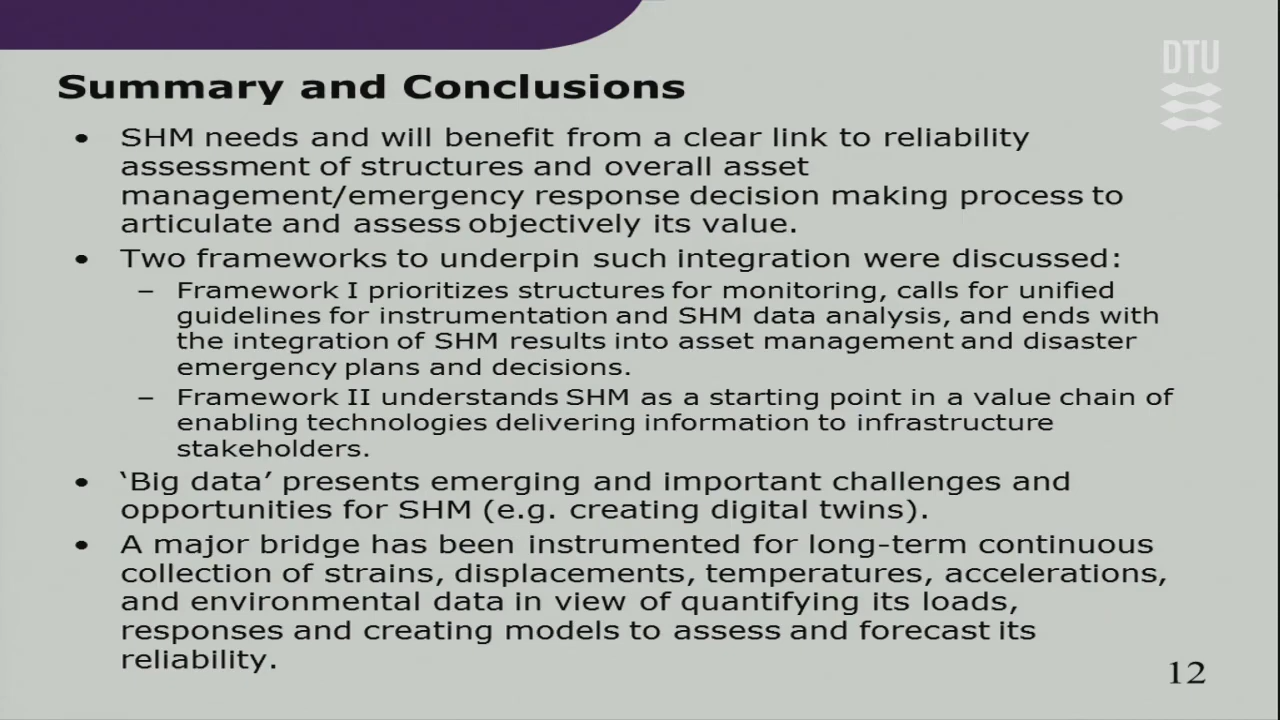 DTU
Summary and Conclusions
• SHM needs and will benefit from a clear link to reliability
assessment of structures and overall asset
management/emergency response decision making process to
articulate and assess objectively its value.
• Two frameworks to underpin such integration were discussed:
– Framework I prioritizes structures for monitoring, calls for unified
guidelines for instrumentation and SHM data analysis, and ends with
the integration of SHM results into asset management and disaster
emergency plans and decisions.
– Framework II understands SHM as a starting point in a value chain of
enabling technologies delivering information to infrastructure
stakeholders.
• ‘Big data’ presents emerging and important challenges and
opportunities for SHM (e.g. creating digital twins).
• A major bridge has been instrumented for long-term continuous
collection of strains, displacements, temperatures, accelerations,
and environmental data in view of quantifying its loads,
responses and creating models to assess and forecast its
reliability.
12